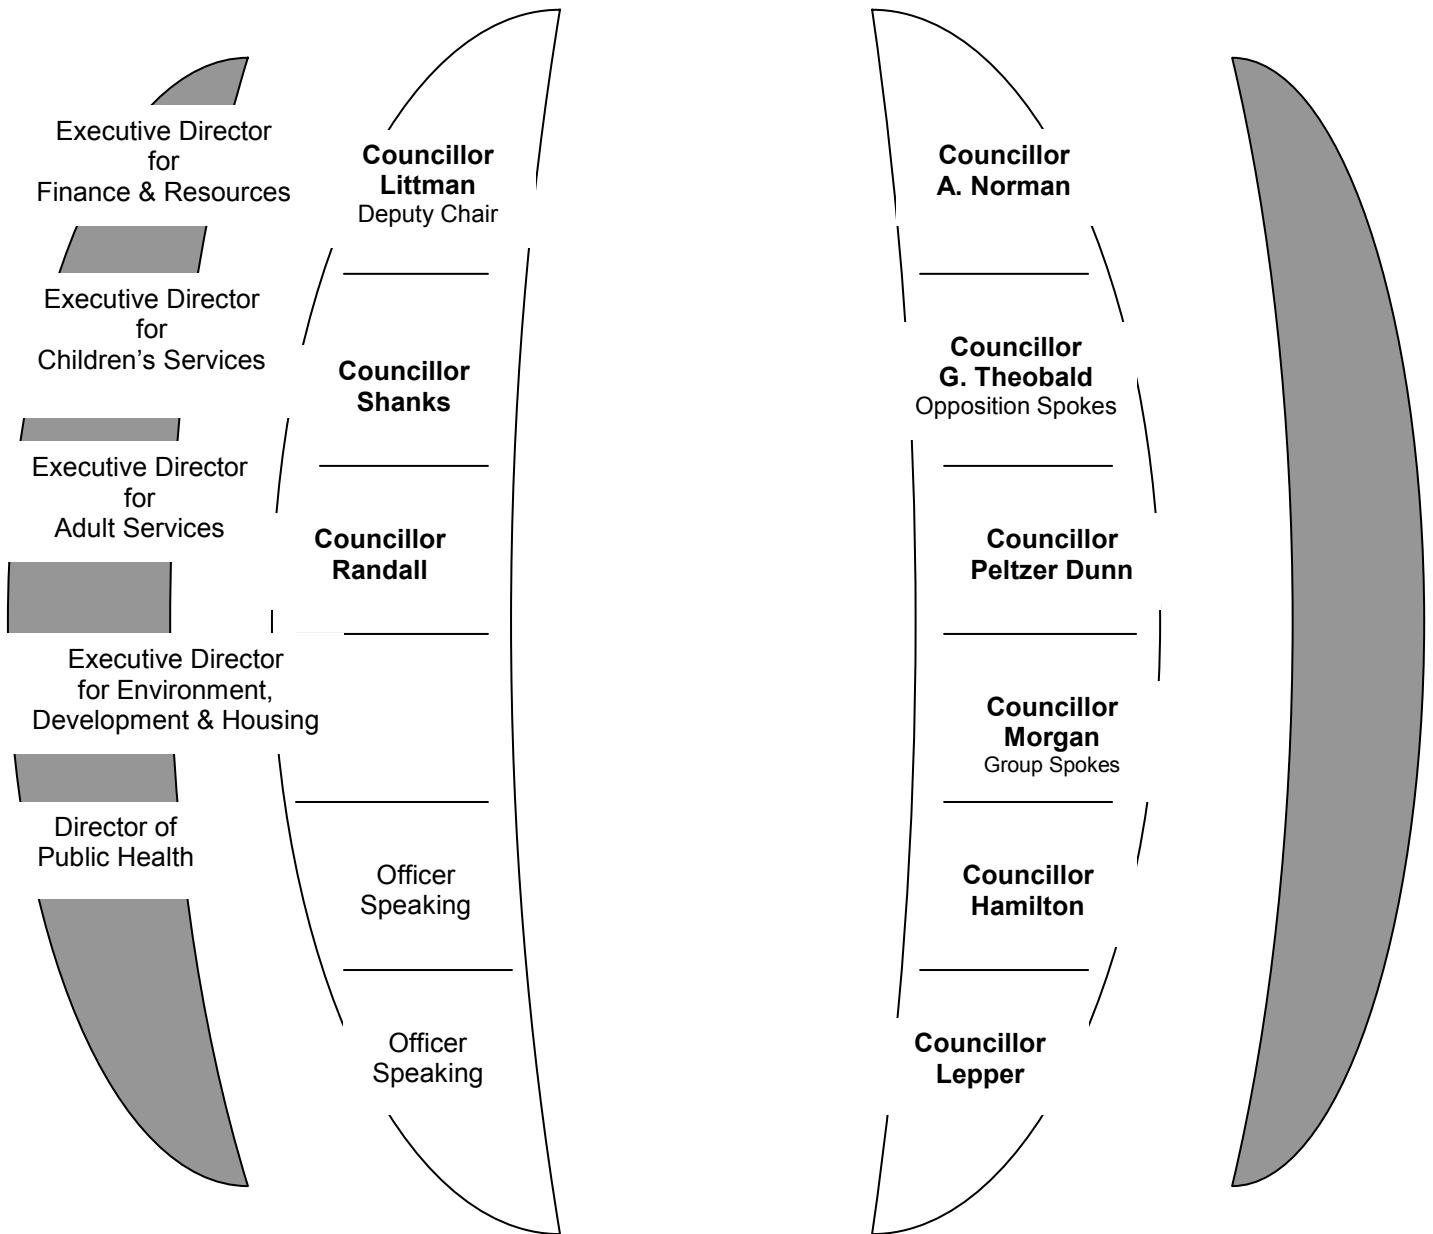 Executive Director
for
Finance & Resources
Executive Director
for
Children’s Services
Executive Director
for
Adult Services
Executive Director
for Environment,
Development & Housing
Director of
Public Health
Councillor
Littman
Deputy Chair
Councillor
Shanks
Councillor
Randall
Officer
Speaking
Officer
Speaking
Councillor
A. Norman
Councillor
G. Theobald
Opposition Spokes
Councillor
Peltzer Dunn
Councillor
Morgan
Group Spokes
Councillor
Hamilton
Councillor
Lepper